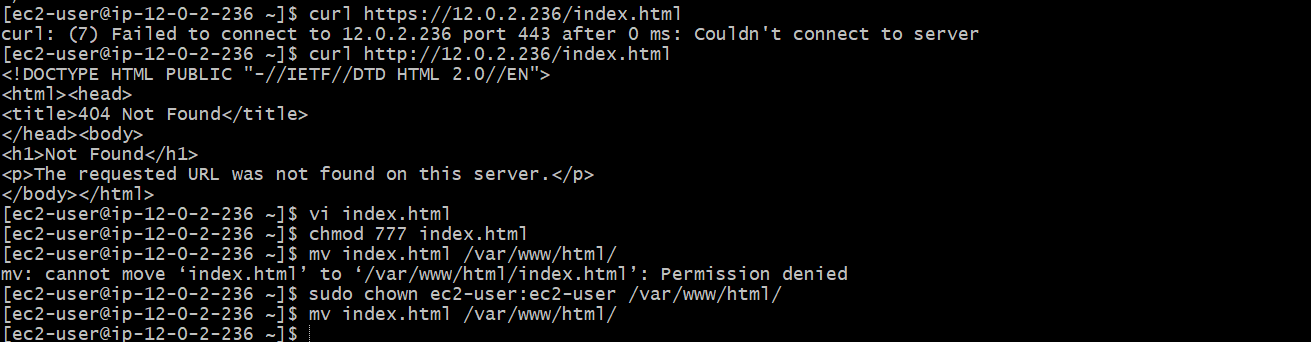 [ec2-user@ip-12-0-2-236 ~]$ curl https://12.0.2.236/index.html
curl: (7) Failed to connect to 12.0.2.236 port 443 after 0 ms: Couldn't connect to server
[ec2-user@ip-12-0-2-236 ~]$ curl http://12.0.2.236/index.html
<!DOCTYPE HTML PUBLIC "-//IETF//DTD HTML 2.0//EN">
<html><head>
<title>404 Not Found</title>
</head><body>
<h1>Not Found</h1>
<p>The requested URL was not found on this server.</p>
</body></html>
[ec2-user@ip-12-0-2-236 ~]$ vi index.html
[ec2-user@ip-12-0-2-236 ~]$ chmod 777 index.html
[ec2-user@ip-12-0-2-236 ~]$ mv index.html /var/www/html/
mv: cannot move ‘index.html’ to ‘/var/www/html/index.html’: Permission denied
[ec2-user@ip-12-0-2-236 ~]$ sudo chown ec2-user:ec2-user /var/www/html/
[ec2-user@ip-12-0-2-236 ~]$ mv index.html /var/www/html/
[ec2-user@ip-12-0-2-236 ~]$